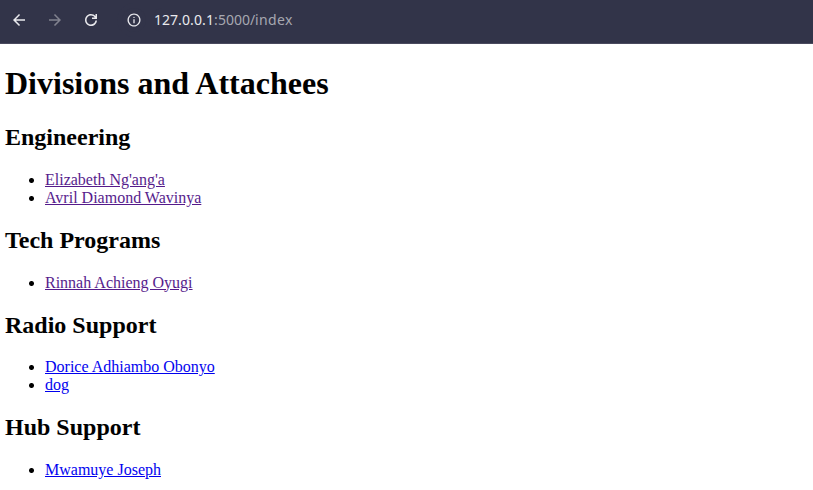 127.0.0.1:5000/index
Divisions and Attachees
Engineering
Elizabeth Ng'ang'a
Avril Diamond Wavinya
Tech Programs
Rinnah Achieng Oyugi
Radio Support
Dorice Adhiambo Obonyo
dog
Hub Support
Mwamuye Joseph